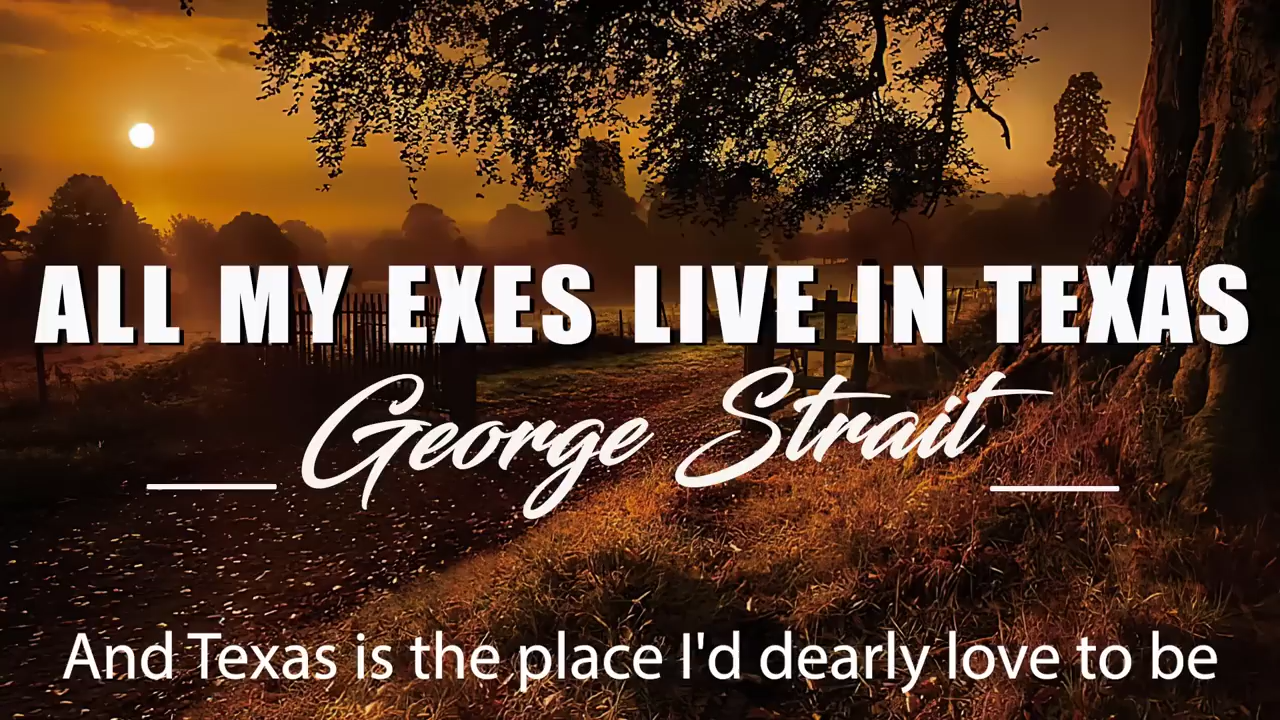 ALL MY EXES LIVE IN TEXAS
George Strait
And Texas is the place I'd dearly love to be